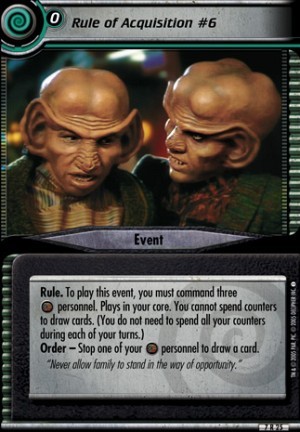 0
Rule of Acquisition #6
Event
Rule. To play this event, you must command three
personnel. Plays in your core. You cannot spend counters
to draw cards. (You do not need to spend all your counters
during each of your turns.)
Order – Stop one of your personnel to draw a card.
“Never allow family to stand in the way of opportunity.”
7 R 25